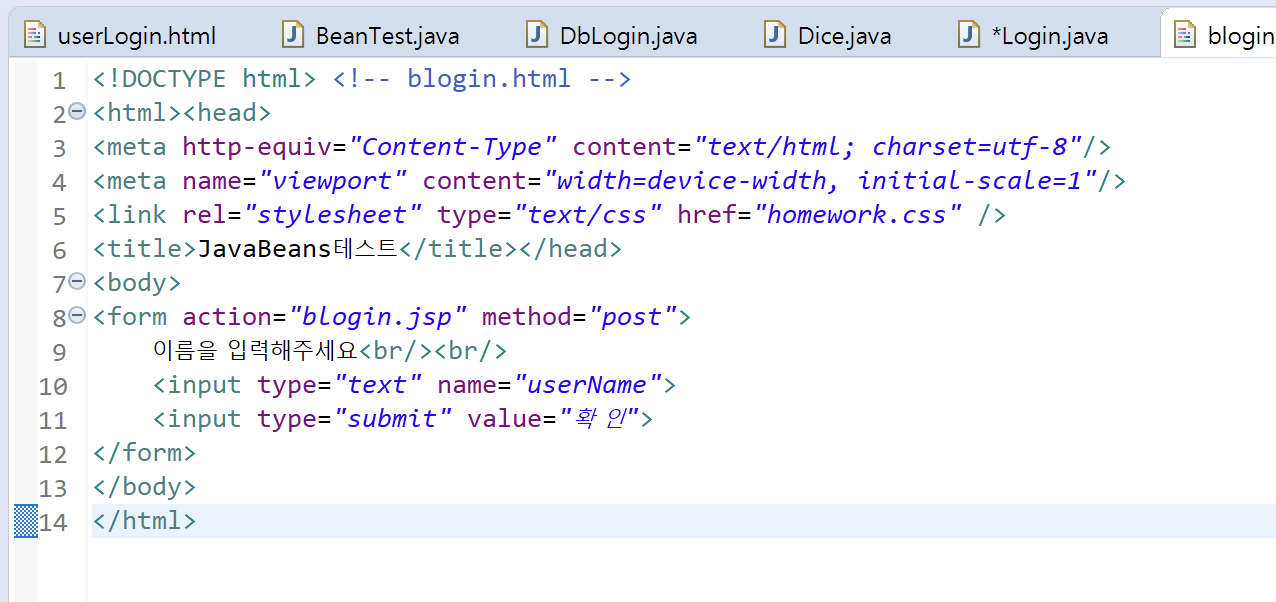 userLogin.html BeanTest.java DbLogin.java Dice.java *Login.java blogin
1 <!DOCTYPE html> <!-- blogin.html -->
2 <html><head>
3 <meta http-equiv="Content-Type" content="text/html; charset=utf-8"/>
4 <meta name="viewport" content="width=device-width, initial-scale=1"/>
5 <link rel="stylesheet" type="text/css" href="homework.css" />
6 <title>JavaBeans테스트</title></head>
7 <body>
8 <form action="blogin.jsp" method="post">
9 이름을 입력해주세요<br/><br/>
10 <input type="text" name="userName">
11 <input type="submit" value="확 인">
12 </form>
13 </body>
14 </html>